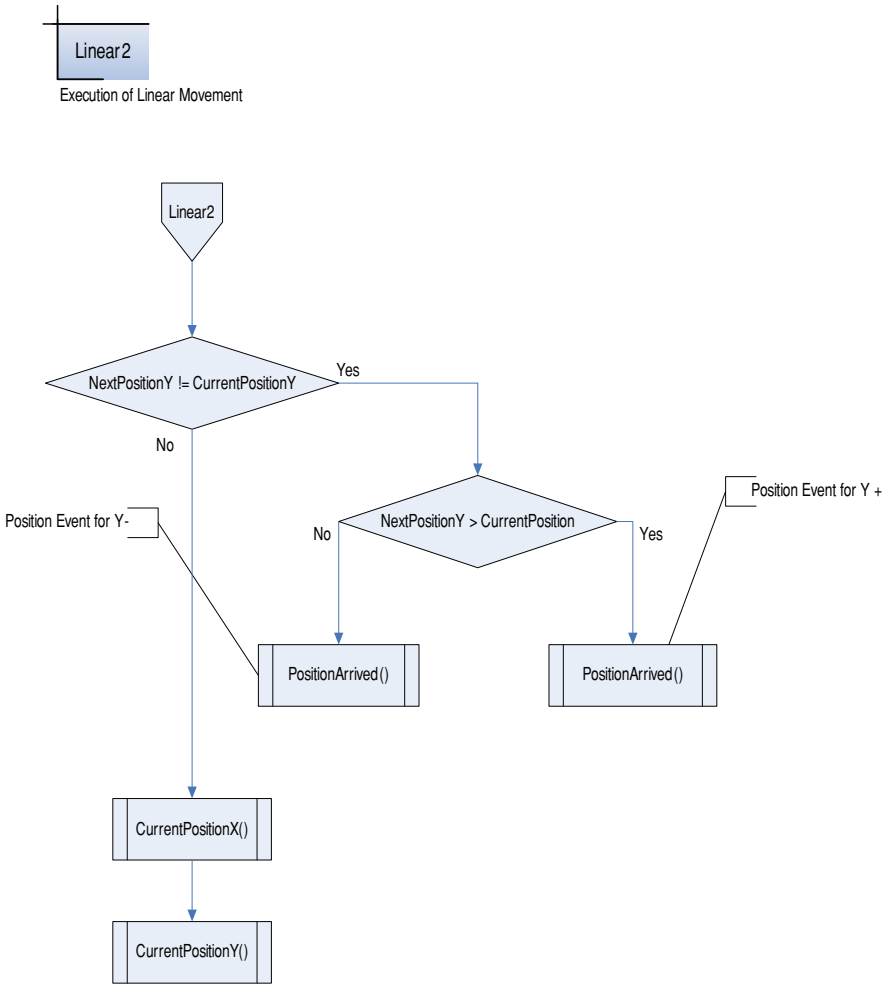 Linear2
Execution of Linear Movement
Linear2
NextPositionY != CurrentPositionY
Yes
No
NextPositionY > CurrentPosition
Position Event for Y +
Position Event for Y-
No
Yes
PositionArrived()
PositionArrived()
CurrentPositionX()
CurrentPositionY()